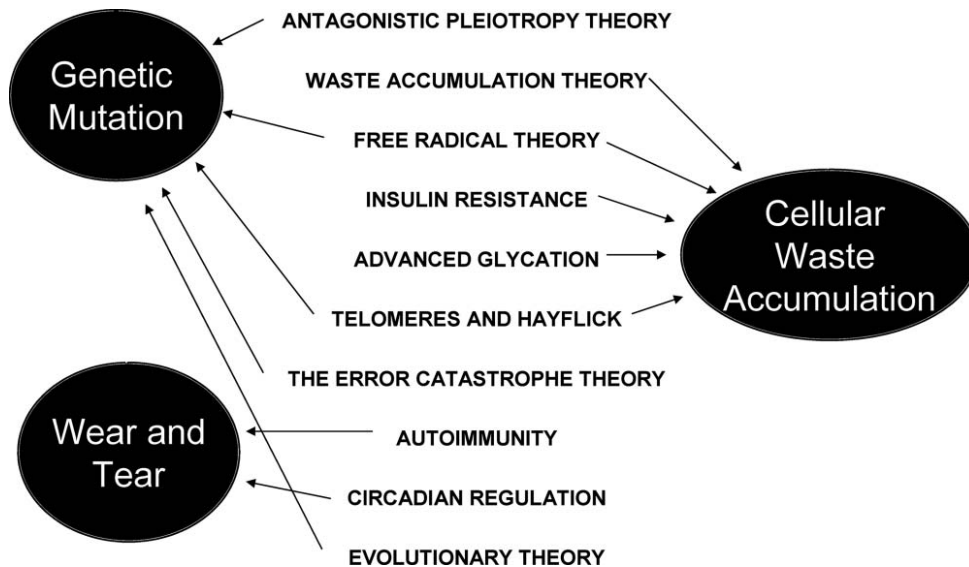 ANTAGONISTIC PLEIOTROPY THEORY
Genetic
Mutation
WASTE ACCUMULATION THEORY
FREE RADICAL THEORY
INSULIN RESISTANCE
ADVANCED GLYCATION
TELOMERES AND HAYFLICK
Cellular
Waste
Accumulation
THE ERROR CATASTROPHE THEORY
Wear and
Tear
AUTOIMMUNITY
CIRCADIAN REGULATION
EVOLUTIONARY THEORY